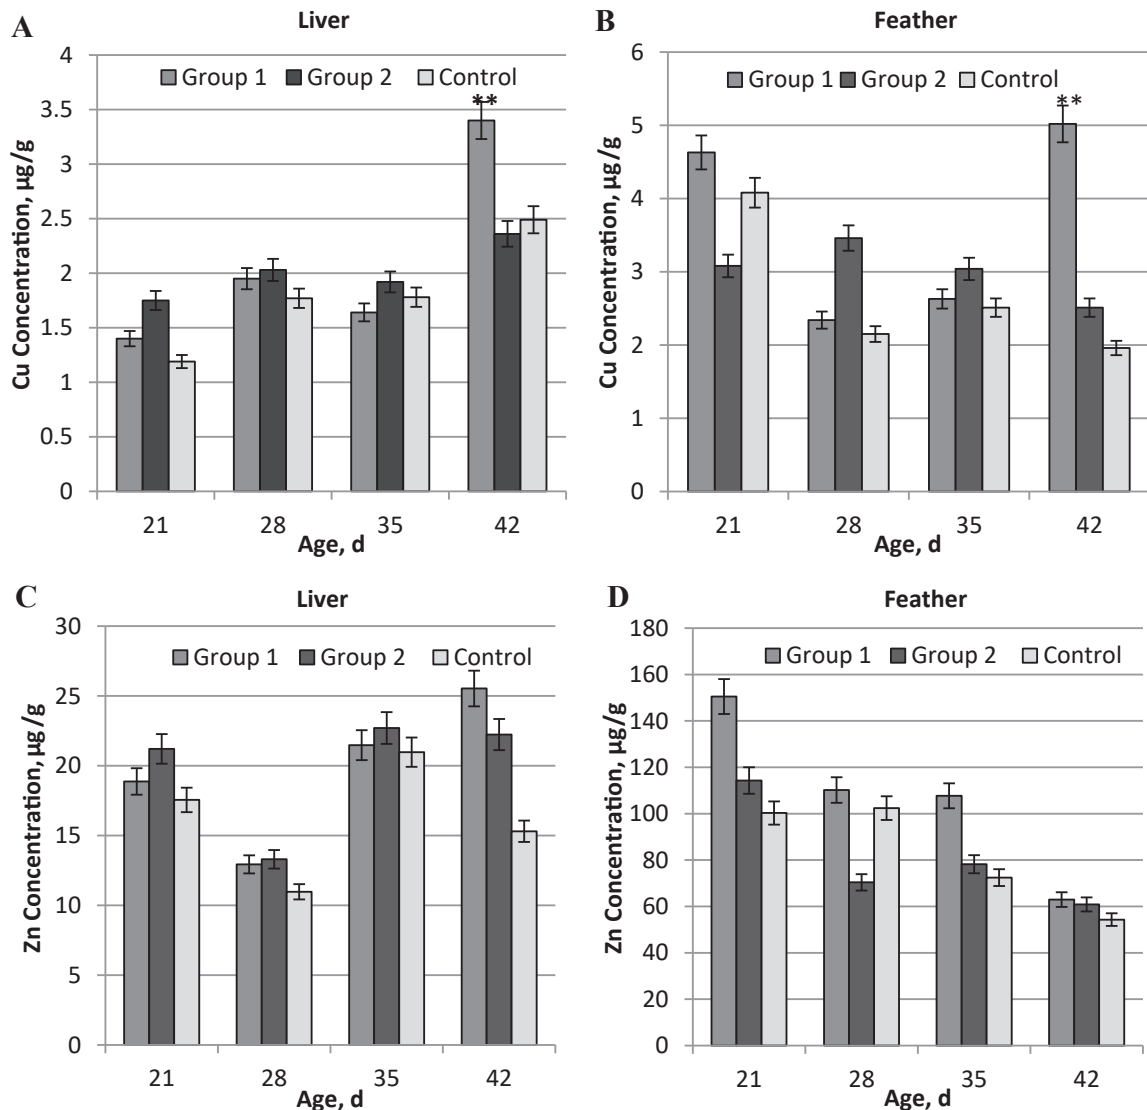 A
Liver
Group 1 Group 2 Control
**
Cu Concentration, µg/g
4
3.5
3
2.5
2
1.5
1
0.5
0
21 28 35 42
Age, d
B
Feather
Group 1 Group 2 Control
**
Cu Concentration, µg/g
6
5
4
3
2
1
0
21 28 35 42
Age, d
C
Liver
Group 1 Group 2 Control
Zn Concentration, µg/g
30
25
20
15
10
5
0
21 28 35 42
Age, d
D
Feather
Group 1 Group 2 Control
Zn Concentration, µg/g
180
160
140
120
100
80
60
40
20
0
21 28 35 42
Age, d